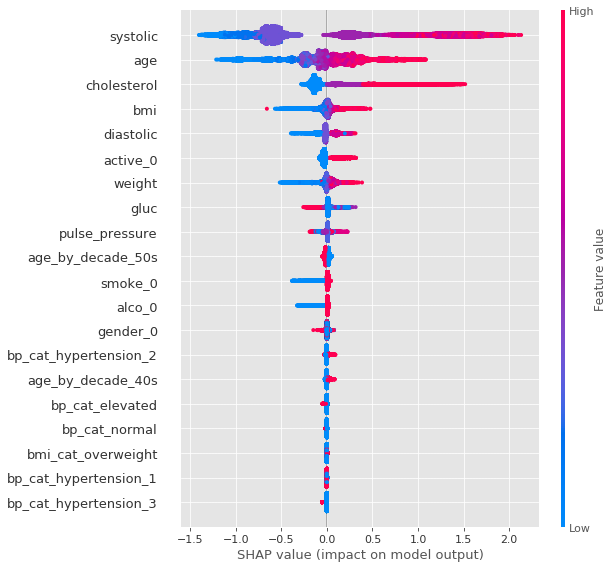 High
systolic
age
cholesterol
bmi
diastolic
active_0
weight
gluc
pulse_pressure
age_by_decade_50s
smoke_0
alco_0
gender_0
bp_cat_hypertension_2
age_by_decade_40s
bp_cat_elevated
bp_cat_normal
bmi_cat_overweight
bp_cat_hypertension_1
bp_cat_hypertension_3
Feature value
Low
−1.5 −1.0 −0.5 0.0 0.5 1.0 1.5 2.0
SHAP value (impact on model output)